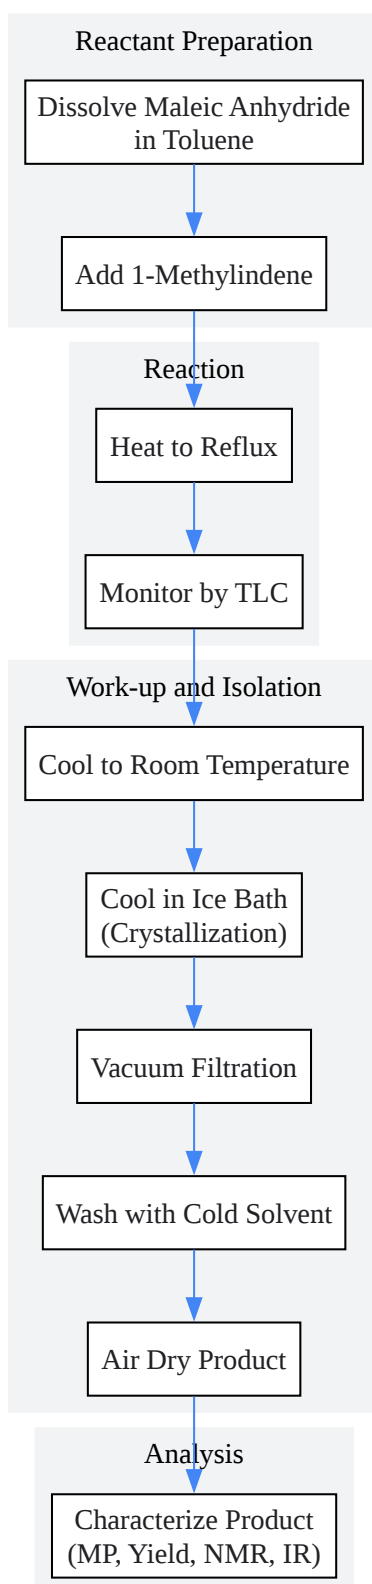 Reactant Preparation
Dissolve Maleic Anhydride
in Toluene
Add 1-Methylindene
Reaction
Heat to Reflux
Monitor by TLC
Work-up and Isolation
Cool to Room Temperature
Cool in Ice Bath
(Crystallization)
Vacuum Filtration
Wash with Cold Solvent
Air Dry Product
Analysis
Characterize Product
(MP, Yield, NMR, IR)